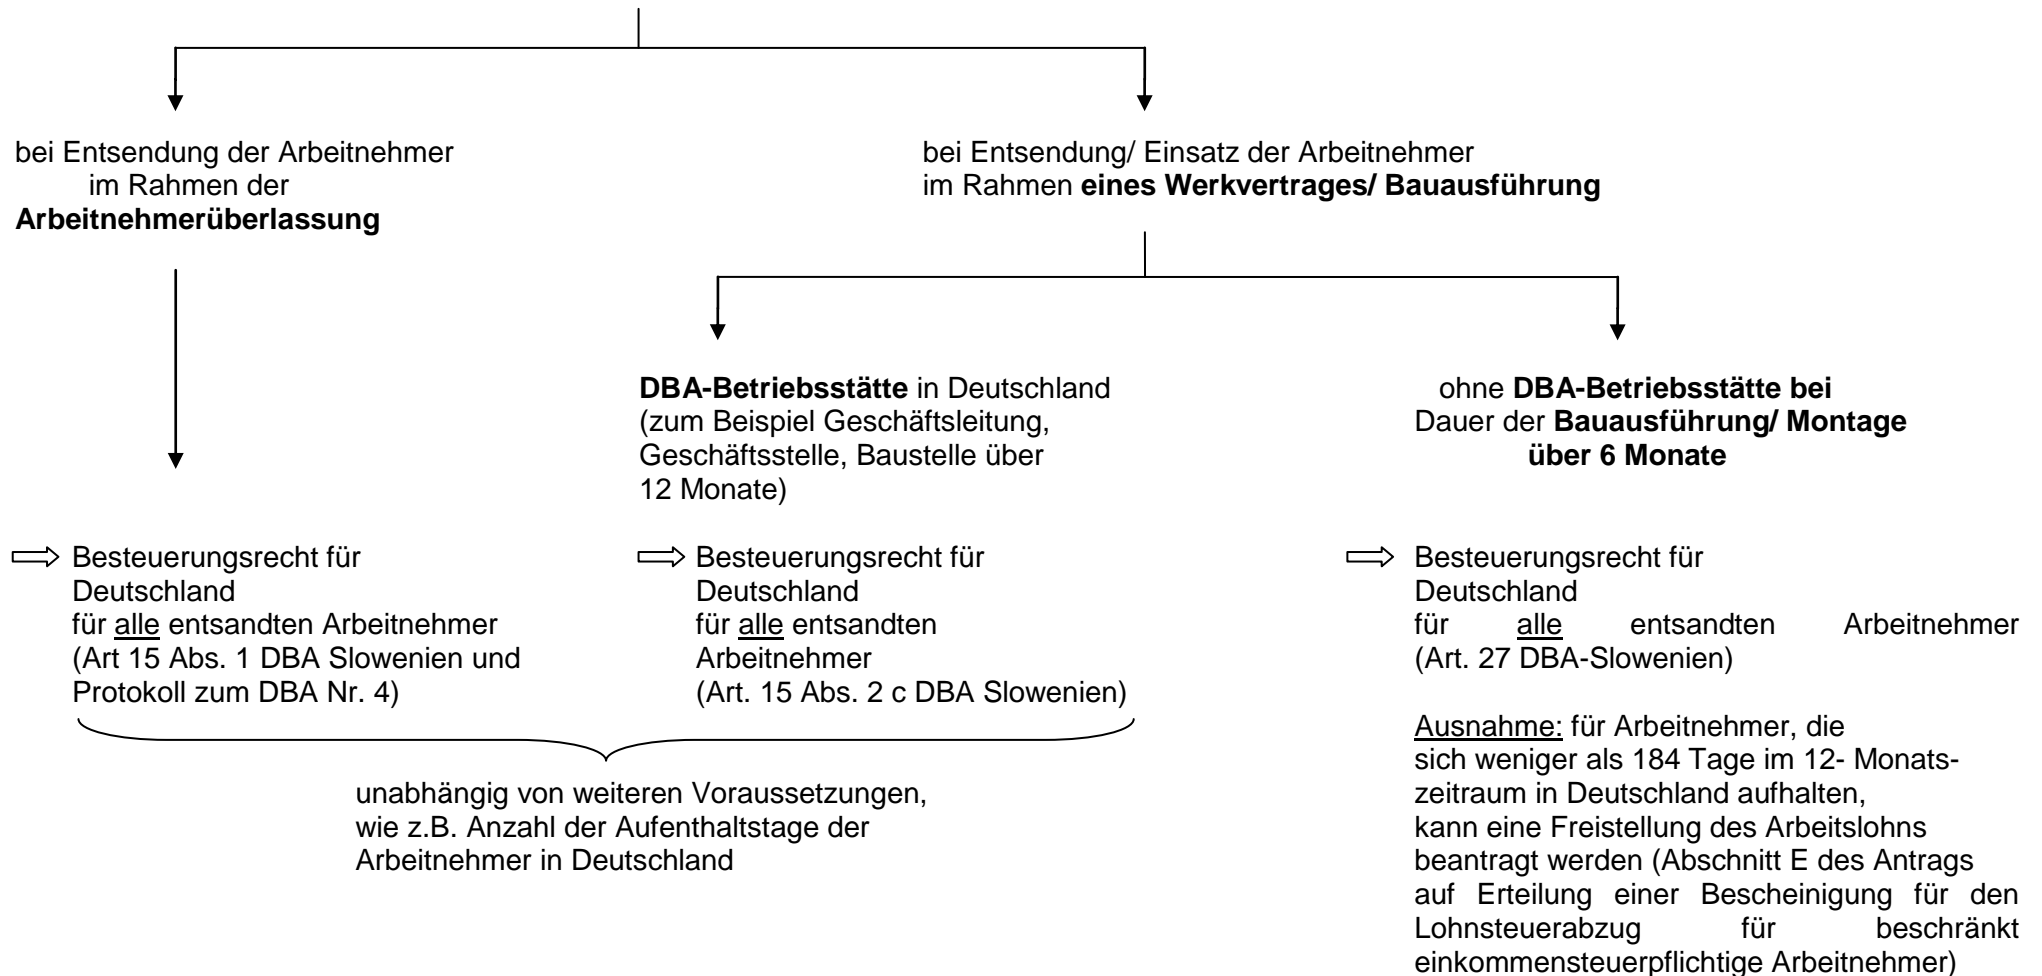 bei Entsendung der Arbeitnehmer
im Rahmen der
Arbeitnehmerüberlassung
bei Entsendung/ Einsatz der Arbeitnehmer
im Rahmen eines Werkvertrages/ Bauausführung
DBA-Betriebsstätte in Deutschland
(zum Beispiel Geschäftsleitung,
Geschäftsstelle, Baustelle über
12 Monate)
ohne DBA-Betriebsstätte bei
Dauer der Bauausführung/ Montage
über 6 Monate
Besteuerungsrecht für
Deutschland
für alle entsandten Arbeitnehmer
(Art 15 Abs. 1 DBA Slowenien und
Protokoll zum DBA Nr. 4)
Besteuerungsrecht für
Deutschland
für alle entsandten
Arbeitnehmer
(Art. 15 Abs. 2 c DBA Slowenien)
unabhängig von weiteren Voraussetzungen,
wie z.B. Anzahl der Aufenthaltstage der
Arbeitnehmer in Deutschland
Besteuerungsrecht für
Deutschland
für alle entsandten Arbeitnehmer
(Art. 27 DBA-Slowenien)
Ausnahme: für Arbeitnehmer, die
sich weniger als 184 Tage im 12- Monats-
zeitraum in Deutschland aufhalten,
kann eine Freistellung des Arbeitslohns
beantragt werden (Abschnitt E des Antrags
auf Erteilung einer Bescheinigung für den
Lohnsteuerabzug für beschränkt
einkommensteuerpflichtige Arbeitnehmer)